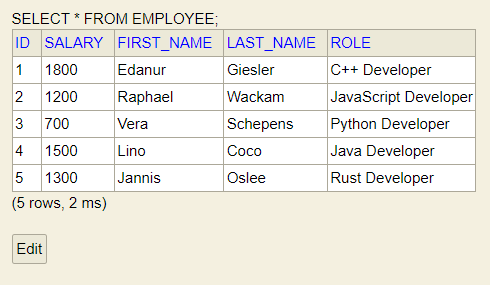 SELECT * FROM EMPLOYEE;
ID SALARY FIRST_NAME LAST_NAME ROLE
1 1800 Edanur Giesler C++ Developer
2 1200 Raphael Wackam JavaScript Developer
3 700 Vera Schepens Python Developer
4 1500 Lino Coco Java Developer
5 1300 Jannis Oslee Rust Developer
(5 rows, 2 ms)
Edit